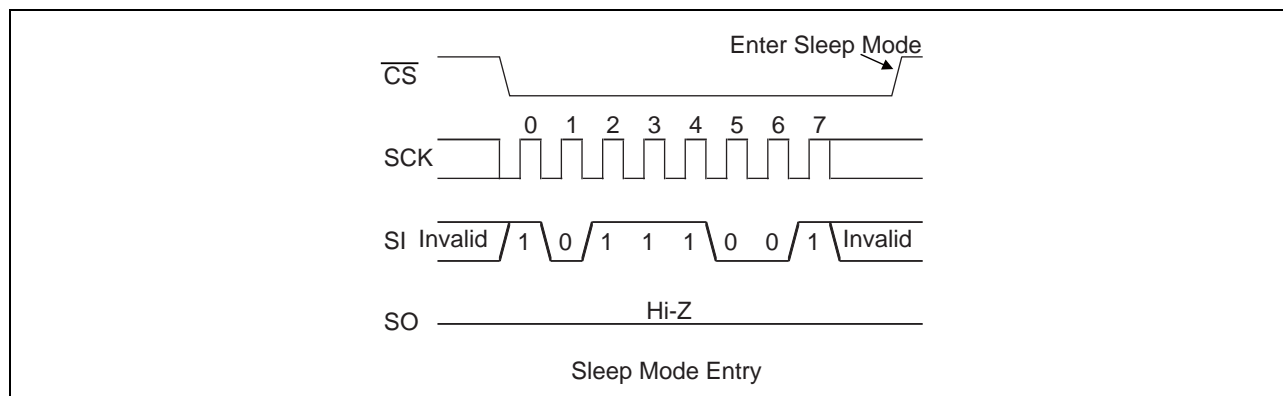 Enter Sleep Mode
CS
0 1 2 3 4 5 6 7
SCK
SI Invalid 1 0 1 1 1 0 0 1 Invalid
Hi-Z
SO
Sleep Mode Entry